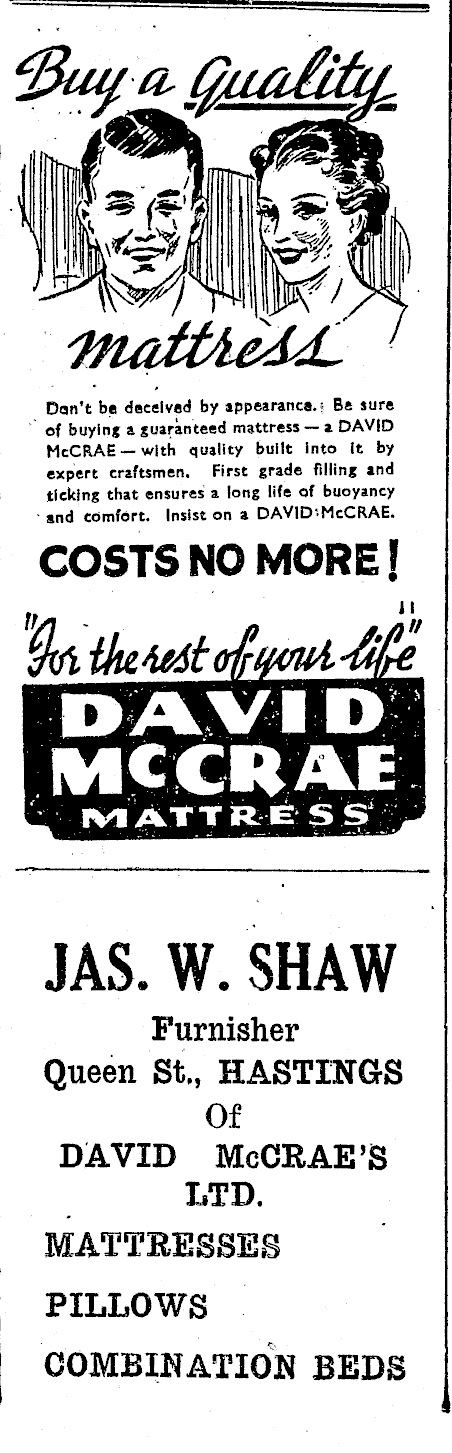 Buy a Quality
mattress
Don't be deceived by appearance. Be sure
of buying a guaranteed mattress — a DAVID
McCRAE — with quality built into it by
expert craftsmen. First grade filling and
ticking that ensures a long life of buoyancy
and comfort. Insist on a DAVID McCRAE.
COSTS NO MORE!
"For the rest of your life"
DAVID
McCRAE
MATTRESS
JAS. W. SHAW
Furnisher
Queen St., HASTINGS
Of
DAVID McCRAE'S
LTD.
MATTRESSES
PILLOWS
COMBINATION BEDS